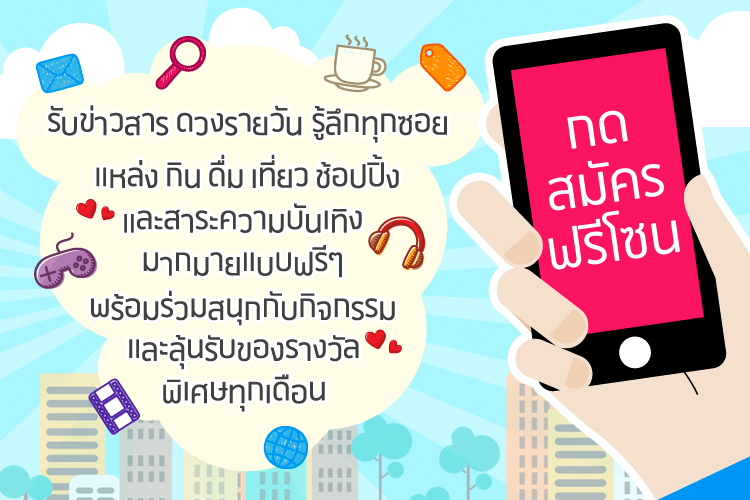 รับข่าวสาร ดวงรายวัน รู้ลึกทุกซอย
แหล่ง กิน ดื่ม เที่ยว ช้อปปิ้ง
และสาระความบันเทิง
มากมายแบบฟรีๆ
พร้อมร่วมสนุกกับกิจกรรม
และลุ้นรับของรางวัล
พิเศษทุกเดือน
กด
สมัคร
ฟรีโซน